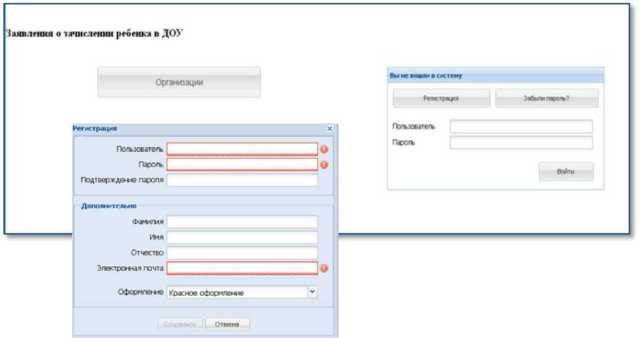 Заявления о зачислении ребенка в ДОУ
Организации
Вы не вошли в систему
Регистрация
Забыли пароль?
Пользователь
Пароль
Войти
Регистрация
Пользователь
Пароль
Подтверждение пароля
Дополнительно
Фамилия
Имя
Отчество
Электронная почта
Оформление Красное оформление
Сохранить Отмена